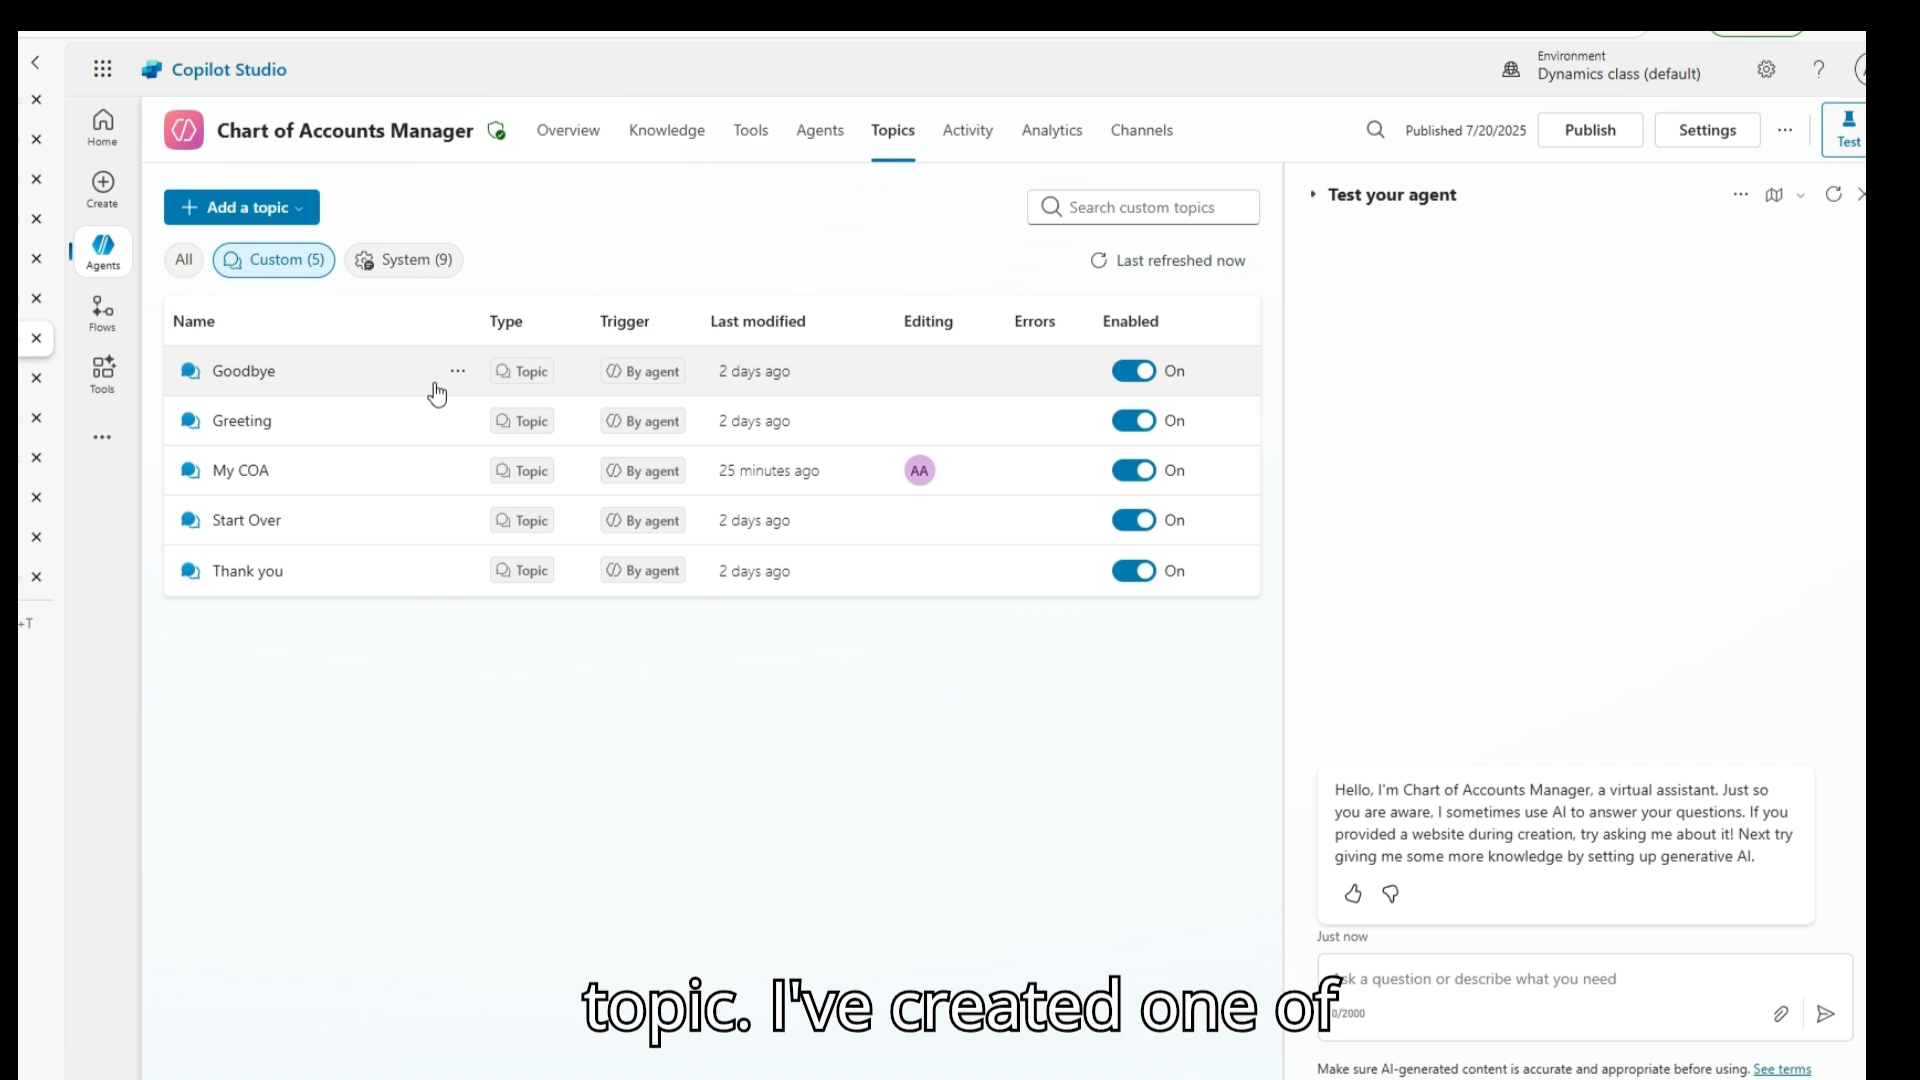 Copilot Studio
Environment
Dynamics class (default)
Home
Create
Agents
Flows
Tools
+T
Chart of Accounts Manager
Overview
Knowledge
Tools
Agents
Topics
Activity
Analytics
Channels
Published 7/20/2025
Publish
Settings
Test
Add a topic
Search custom topics
All
Custom (5)
System (9)
Last refreshed now
Name Type Trigger Last modified Editing Errors Enabled
Goodbye Topic By agent 2 days ago On
Greeting Topic By agent 2 days ago On
My COA Topic By agent 25 minutes ago AA On
Start Over Topic By agent 2 days ago On
Thank you Topic By agent 2 days ago On
Test your agent
Hello, I'm Chart of Accounts Manager, a virtual assistant. Just so
you are aware, I sometimes use AI to answer your questions. If you
provided a website during creation, try asking me about it! Next try
giving me some more knowledge by setting up generative AI.
Just now
Ask a question or describe what you need
0/2000
Make sure AI-generated content is accurate and appropriate before using. See terms
topic. I've created one of